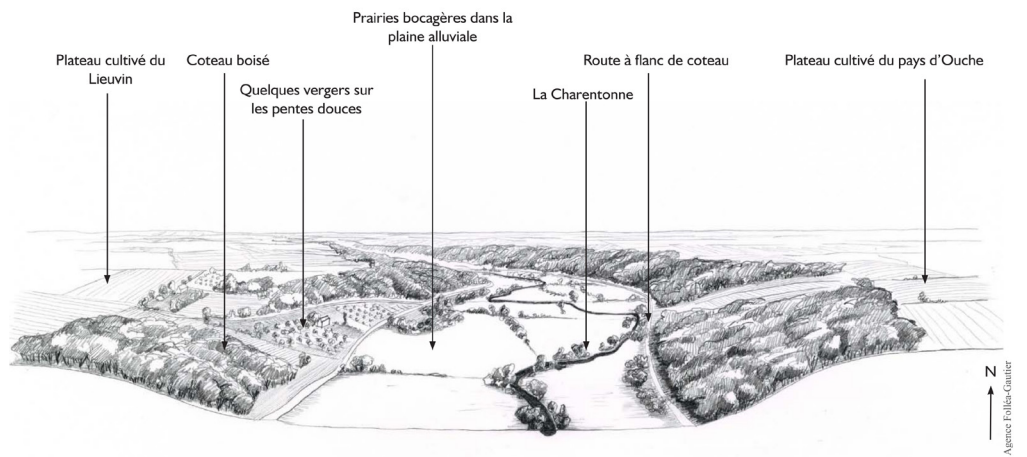 Prairies bocagères dans la
plaine alluviale
Plateau cultivé du
Lieuvin
Coteau boisé
Quelques vergers sur
les pentes douces
La Charentonne
Route à flanc de coteau
Plateau cultivé du pays d'Ouche
N
Agence Folléa-Gautier